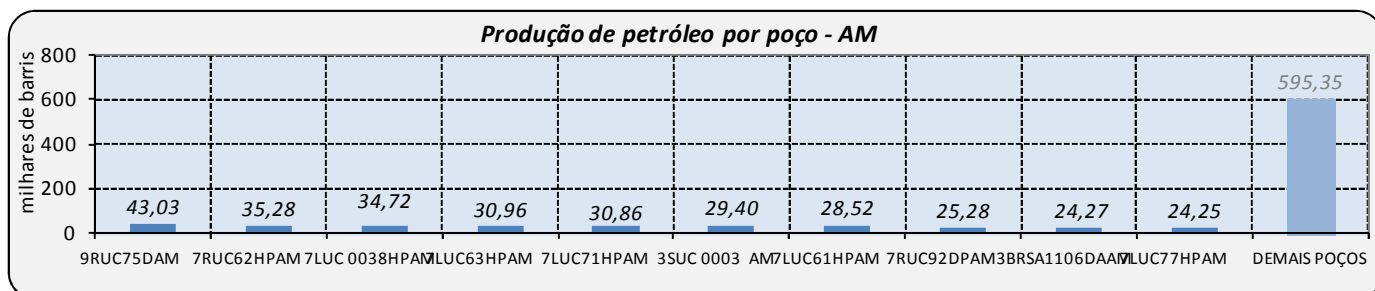 Produção de petróleo por poço - AM
milhares de barris
800
600
400
200
0
595,35
43,03 35,28 34,72 30,96 30,86 29,40 28,52 25,28 24,27 24,25
9RUC75DAM 7RUC62HPAM 7LUC 0038HPAM 7LUC63HPAM 7LUC71HPAM 3SUC 0003 AM 7LUC61HPAM 7RUC92DPAM 3BRSA1106DAAM 7LUC77HPAM DEMAIS POÇOS